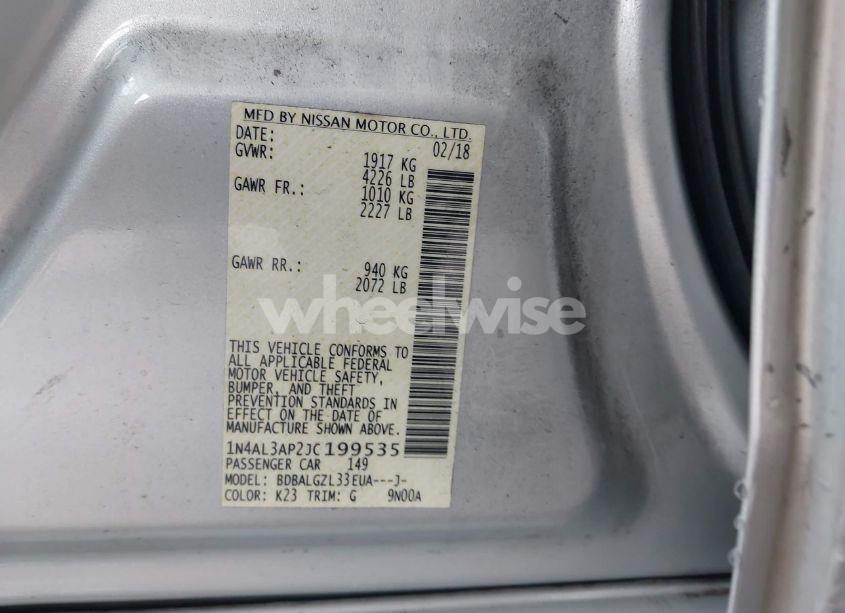 MFD BY NISSAN MOTOR CO., LTD.
DATE: 02/18
GVWR: 1917 KG
4226 LB
GAWR FR.: 1010 KG
2227 LB
GAWR RR.: 940 KG
2072 LB
wheelwise
THIS VEHICLE CONFORMS TO
ALL APPLICABLE FEDERAL
MOTOR VEHICLE SAFETY,
BUMPER, AND THEFT
PREVENTION STANDARDS IN
EFFECT ON THE DATE OF
MANUFACTURE SHOWN ABOVE.
1N4AL3AP2JC199535
PASSENGER CAR 149
MODEL: BDBALGZL33EUA---J-
COLOR: K23 TRIM: G 9N00A